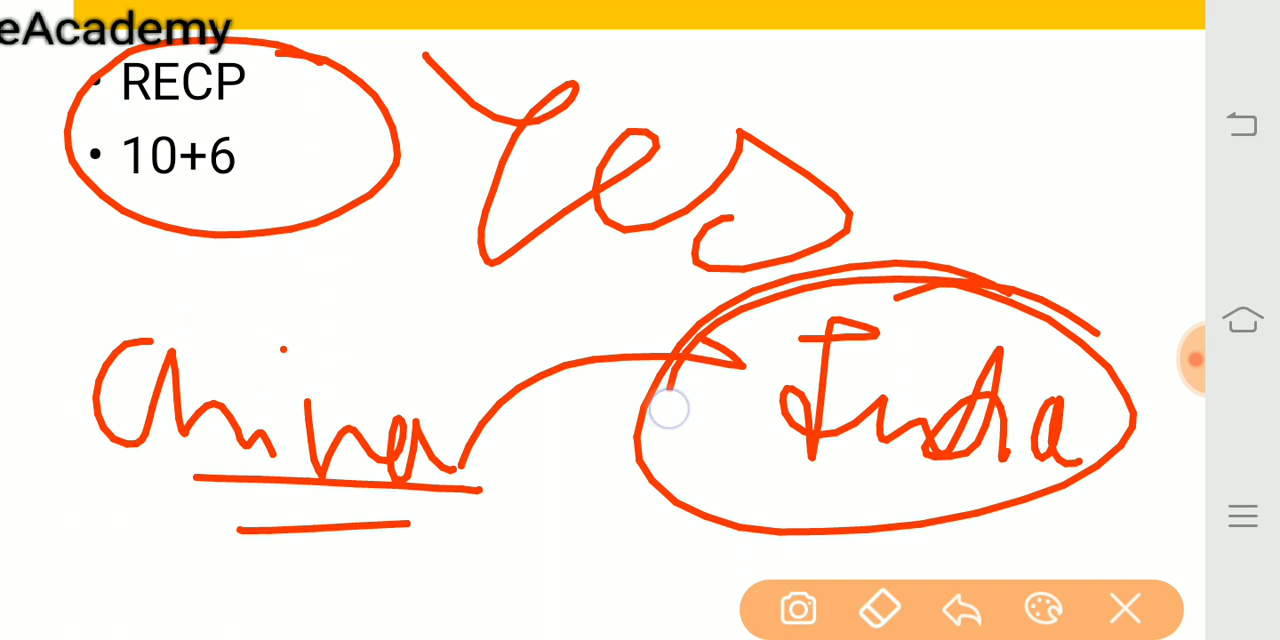 eAcademy
• RECP
• 10+6
Yes
China
India